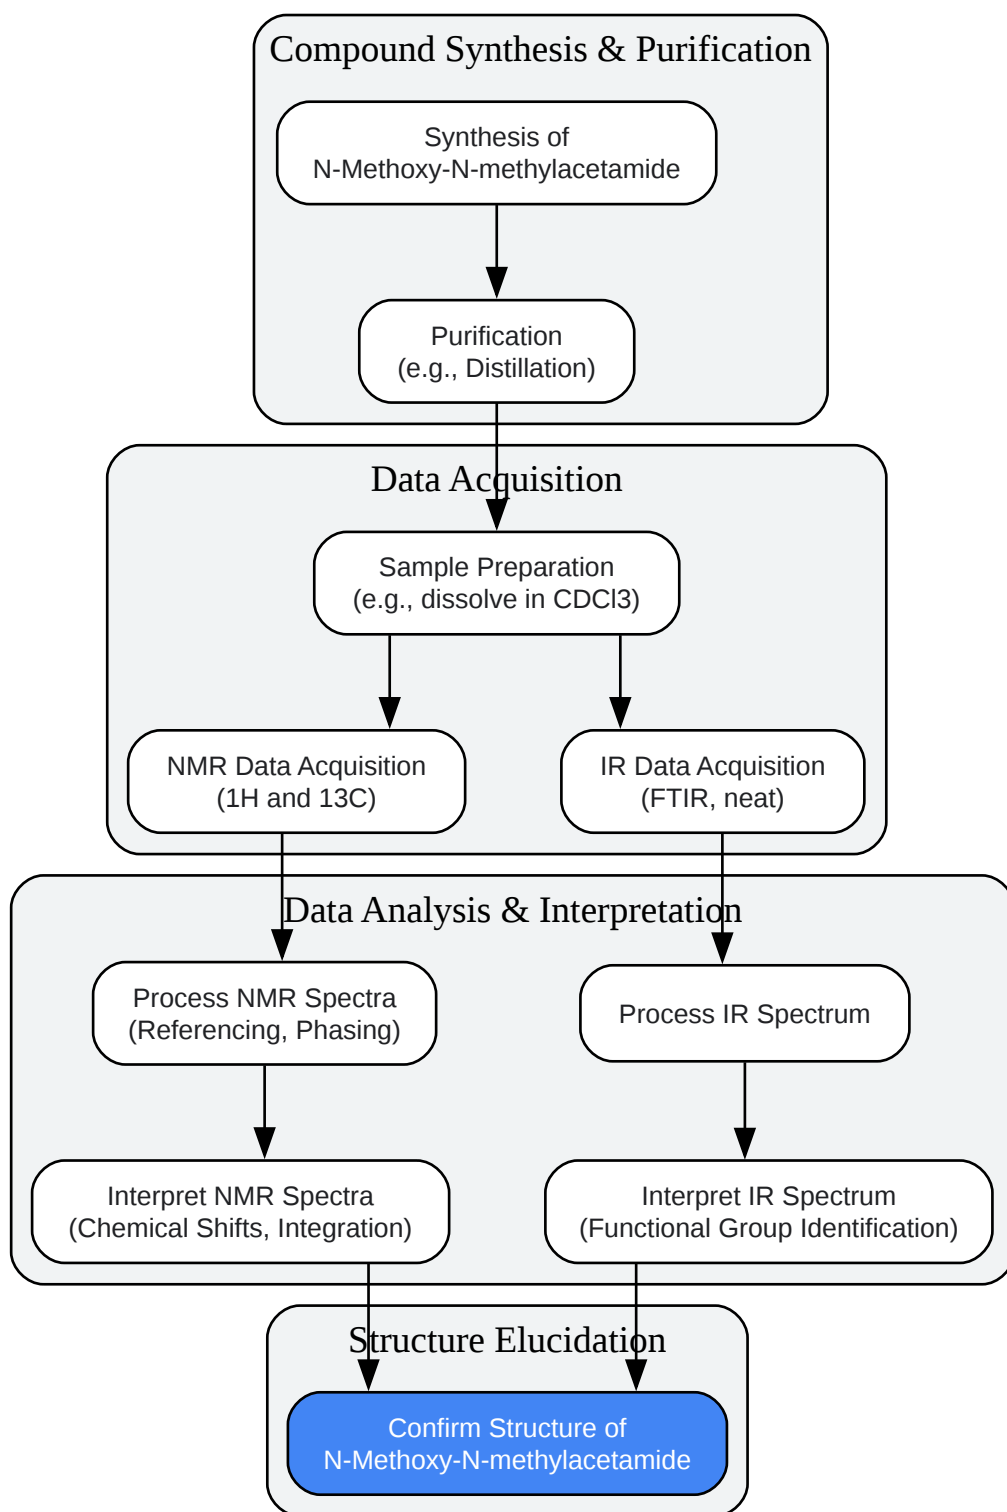 Compound Synthesis & Purification
Synthesis of
N-Methoxy-N-methylacetamide
Purification
(e.g., Distillation)
Data Acquisition
Sample Preparation
(e.g., dissolve in CDCl3)
NMR Data Acquisition
(1H and 13C)
IR Data Acquisition
(FTIR, neat)
Data Analysis & Interpretation
Process NMR Spectra
(Referencing, Phasing)
Process IR Spectrum
Interpret NMR Spectra
(Chemical Shifts, Integration)
Interpret IR Spectrum
(Functional Group Identification)
Structure Elucidation
Confirm Structure of
N-Methoxy-N-methylacetamide